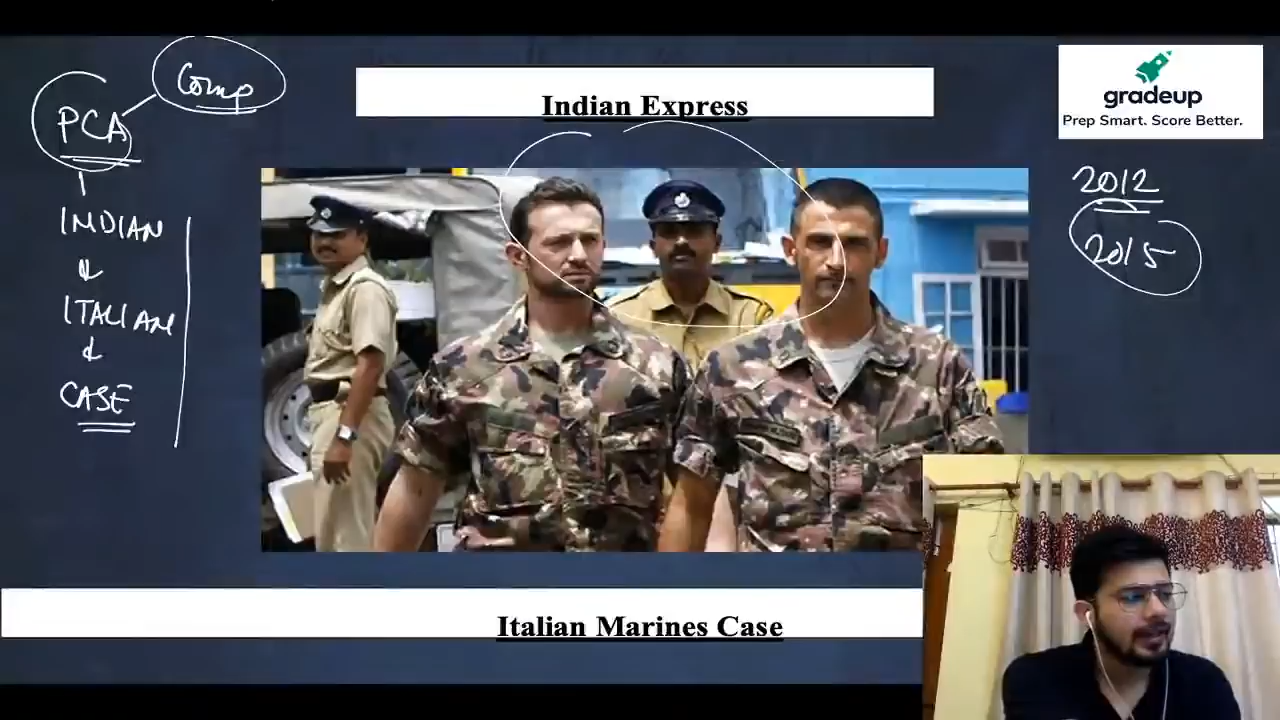 Comp
PCA
INDIAN
&
ITALIAN
&
CASE
Indian Express
gradeup
Prep Smart. Score Better.
2012
2015
Italian Marines Case